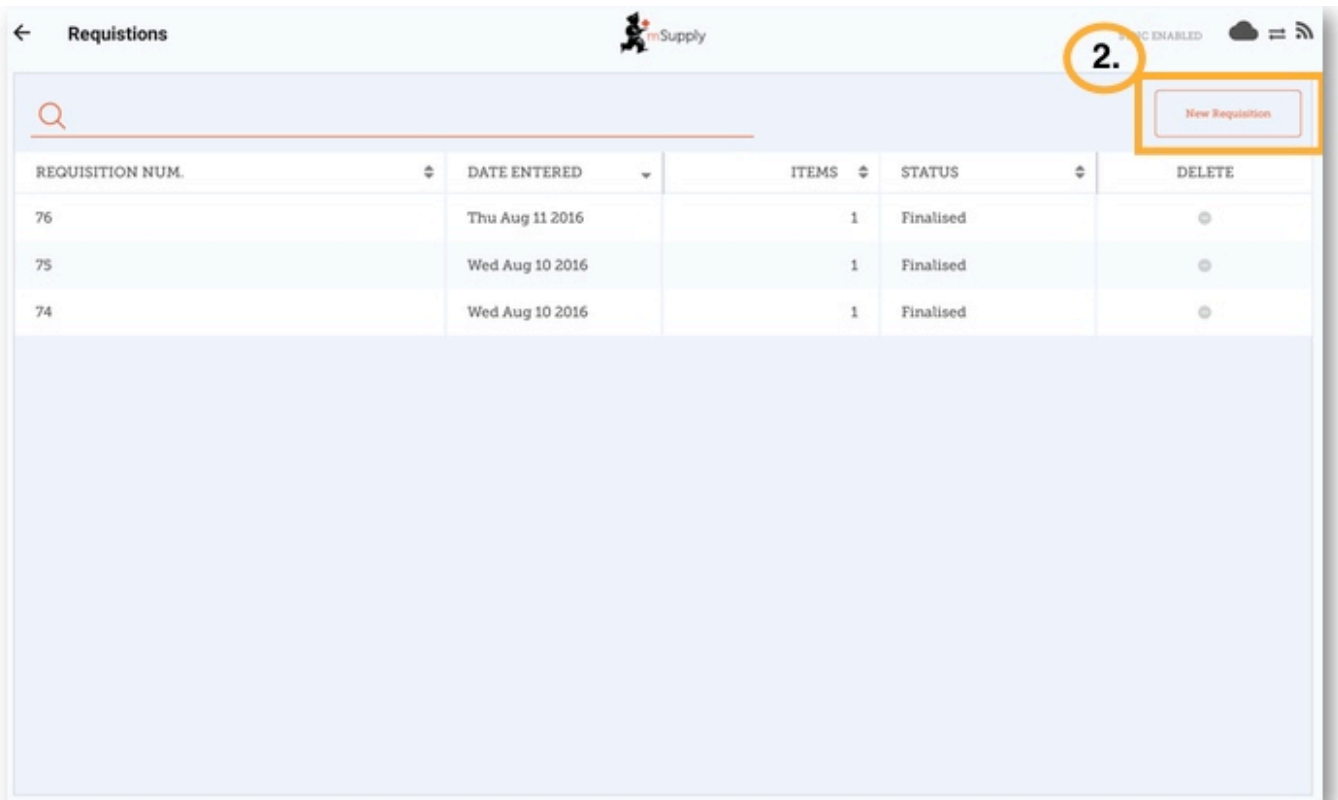 Requistions
mSupply
ENABLED
2.
New Requisition
REQUISITION NUM. DATE ENTERED ITEMS STATUS DELETE
76 Thu Aug 11 2016 1 Finalised
75 Wed Aug 10 2016 1 Finalised
74 Wed Aug 10 2016 1 Finalised